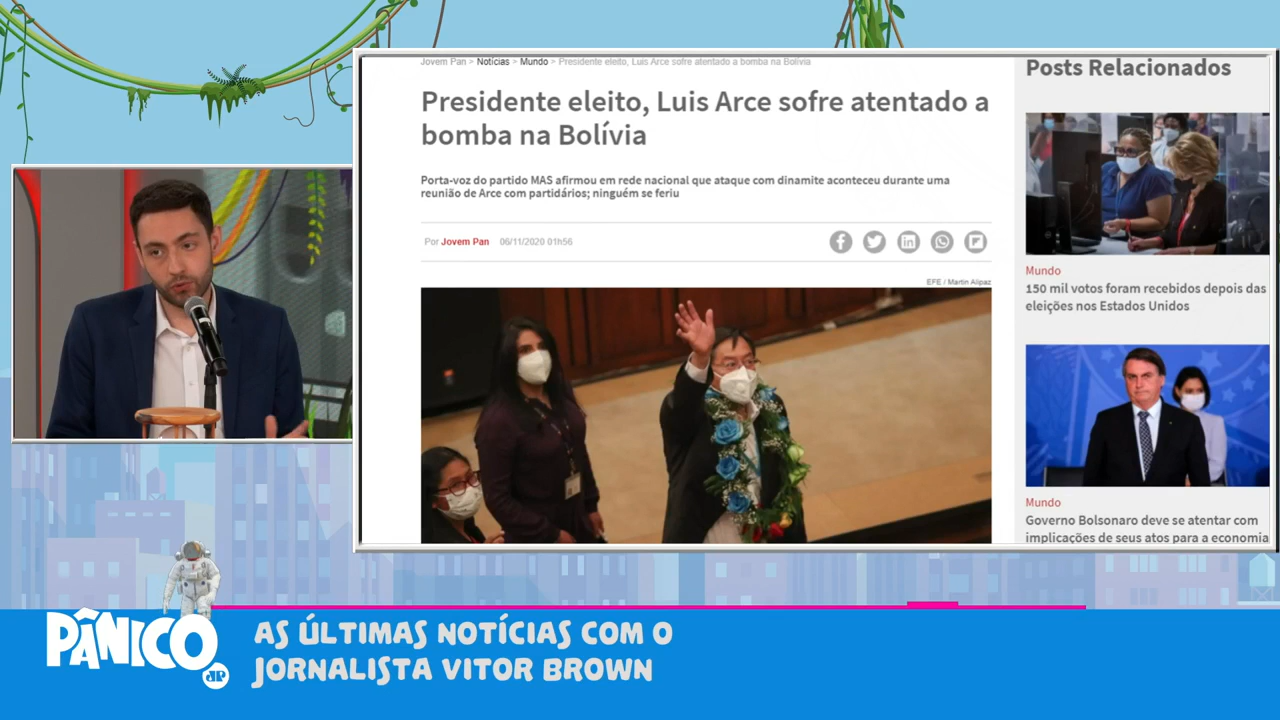 Jovem Pan > Notícias > Mundo > Presidente eleito, Luis Arce sofre atentado a bomba na Bolívia
Presidente eleito, Luis Arce sofre atentado a
bomba na Bolívia
Porta-voz do partido MAS afirmou em rede nacional que ataque com dinamite aconteceu durante uma
reunião de Arce com partidários; ninguém se feriu
Por Jovem Pan 06/11/2020 01h56
EFE / Martin Alipaz
Posts Relacionados
Mundo
150 mil votos foram recebidos depois das
eleições nos Estados Unidos
Mundo
Governo Bolsonaro deve se atentar com
implicações de seus atos para a economia
PÂNICO
JP
AS ÚLTIMAS NOTÍCIAS COM O
JORNALISTA VITOR BROWN